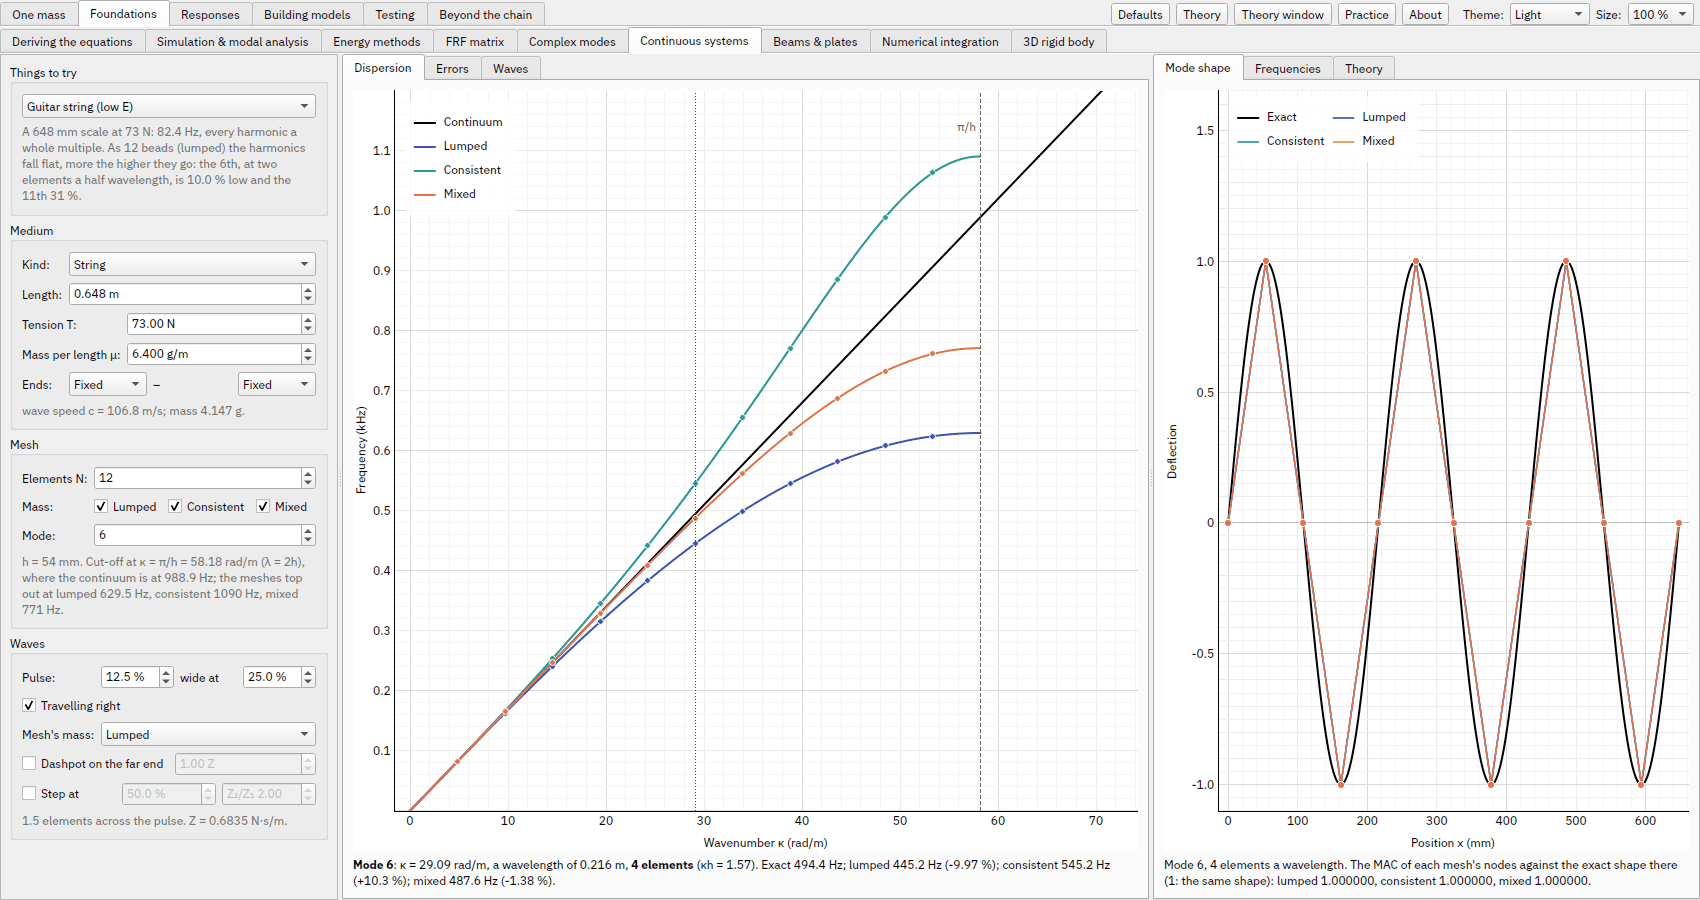 One mass
Foundations
Responses
Building models
Testing
Beyond the chain
Defaults
Theory
Theory window
Practice
About
Theme:
Light
Size:
100 %
Deriving the equations
Simulation & modal analysis
Energy methods
FRF matrix
Complex modes
Continuous systems
Beams & plates
Numerical integration
3D rigid body
Things to try
Guitar string (low E)
A 648 mm scale at 73 N: 82.4 Hz, every harmonic a
whole multiple. As 12 beads (lumped) the harmonics
fall flat, more the higher they go: the 6th, at two
elements a half wavelength, is 10.0 % low and the
11th 31 %.
Medium
Kind: String
Length: 0.648 m
Tension T: 73.00 N
Mass per length μ: 6.400 g/m
Ends: Fixed – Fixed
wave speed c = 106.8 m/s; mass 4.147 g.
Mesh
Elements N: 12
Mass: Lumped Consistent Mixed
Mode: 6
h = 54 mm. Cut-off at κ = π/h = 58.18 rad/m (λ = 2h),
where the continuum is at 988.9 Hz; the meshes top
out at lumped 629.5 Hz, consistent 1090 Hz, mixed
771 Hz.
Waves
Pulse: 12.5 % wide at 25.0 %
Travelling right
Mesh's mass: Lumped
Dashpot on the far end 1.00 Z
Step at 50.0 % Z₂/Z₁ 2.00
1.5 elements across the pulse. Z = 0.6835 N·s/m.
Dispersion
Errors
Waves
Continuum
Lumped
Consistent
Mixed
π/h
1.1
1.0
0.9
0.8
0.7
0.6
0.5
0.4
0.3
0.2
0.1
Frequency (kHz)
0 10 20 30 40 50 60 70
Wavenumber κ (rad/m)
Mode 6: κ = 29.09 rad/m, a wavelength of 0.216 m, 4 elements (κh = 1.57). Exact 494.4 Hz; lumped 445.2 Hz (-9.97 %); consistent 545.2 Hz
(+10.3 %); mixed 487.6 Hz (-1.38 %).
Mode shape
Frequencies
Theory
Exact
Lumped
Consistent
Mixed
1.5
1.0
0.5
0
-0.5
-1.0
Deflection
0 100 200 300 400 500 600
Position x (mm)
Mode 6, 4 elements a wavelength. The MAC of each mesh's nodes against the exact shape there
(1: the same shape): lumped 1.000000, consistent 1.000000, mixed 1.000000.